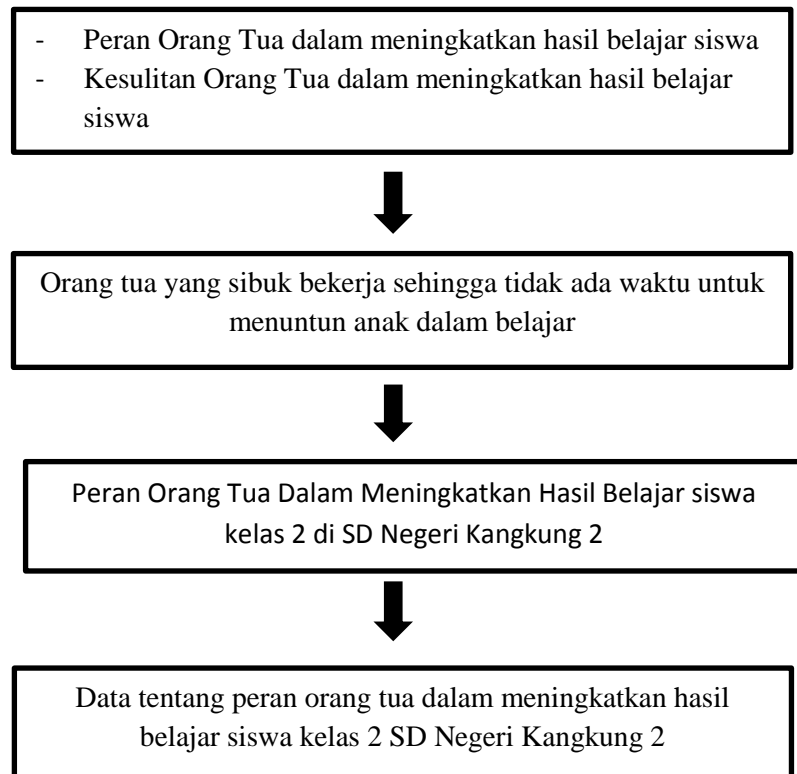 - Peran Orang Tua dalam meningkatkan hasil belajar siswa
- Kesulitan Orang Tua dalam meningkatkan hasil belajar
siswa
Orang tua yang sibuk bekerja sehingga tidak ada waktu untuk
menuntun anak dalam belajar
Peran Orang Tua Dalam Meningkatkan Hasil Belajar siswa
kelas 2 di SD Negeri Kangkung 2
Data tentang peran orang tua dalam meningkatkan hasil
belajar siswa kelas 2 SD Negeri Kangkung 2